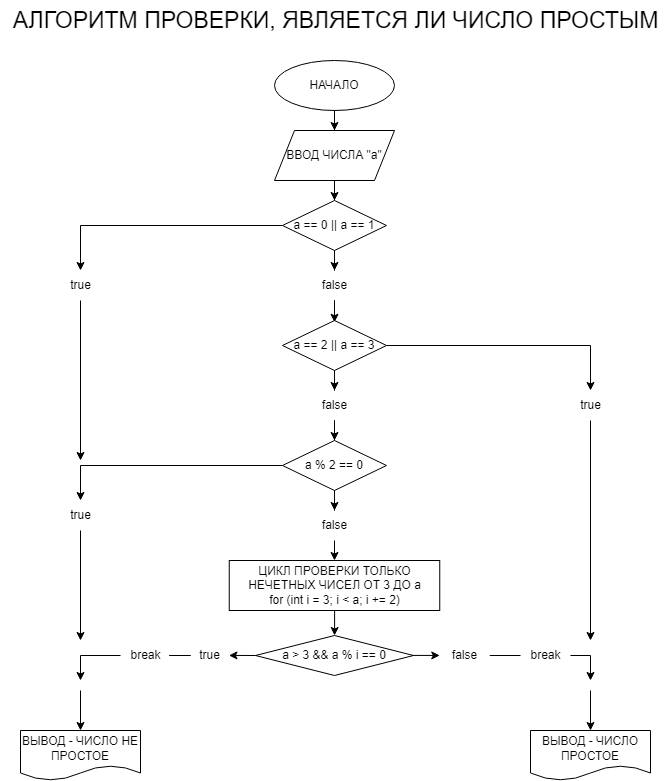 АЛГОРИТМ ПРОВЕРКИ, ЯВЛЯЕТСЯ ЛИ ЧИСЛО ПРОСТЫМ
НАЧАЛО
ВВОД ЧИСЛА "a"
a == 0 || a == 1
true
false
a == 2 || a == 3
false
true
a % 2 == 0
true
false
ЦИКЛ ПРОВЕРКИ ТОЛЬКО
НЕЧЕТНЫХ ЧИСЕЛ ОТ 3 ДО a
for (int i = 3; i < a; i += 2)
break
true
a > 3 && a % i == 0
false
break
ВЫВОД - ЧИСЛО НЕ
ПРОСТОЕ
ВЫВОД - ЧИСЛО
ПРОСТОЕ